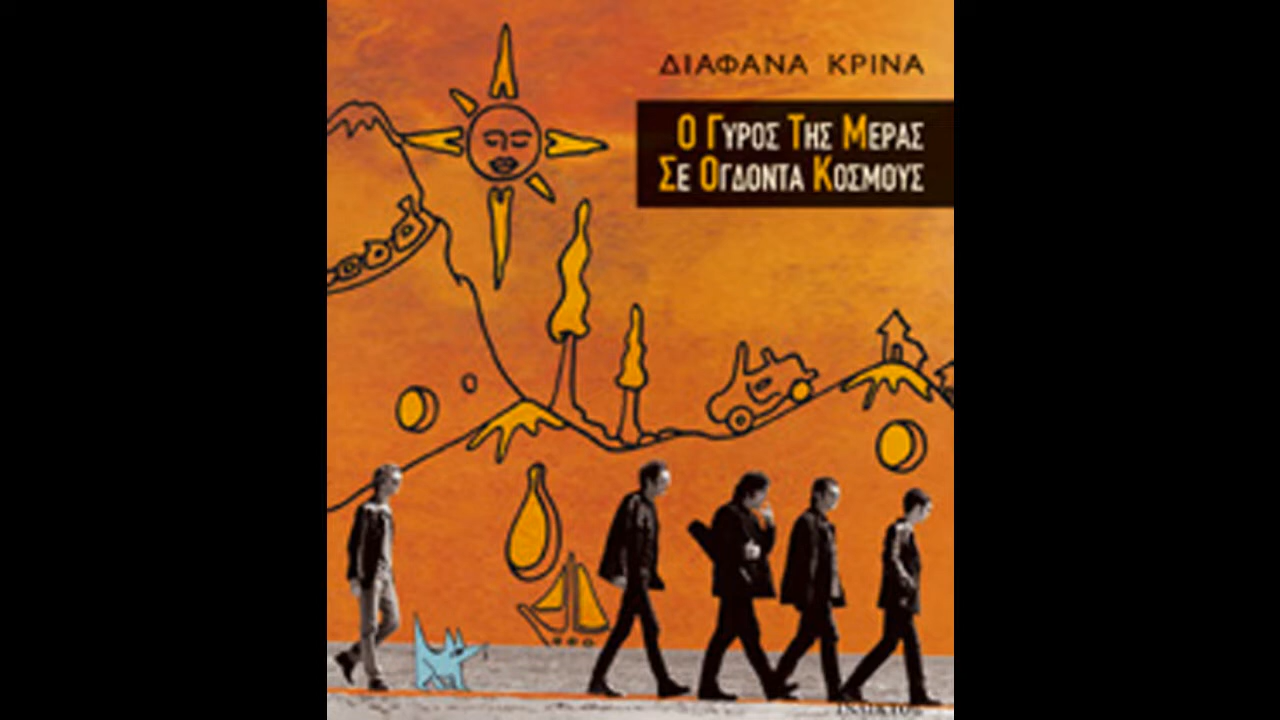 ΔΙΑΦΑΝΑ ΚΡΙΝΑ
Ο ΓΥΡΟΣ ΤΗΣ ΜΕΡΑΣ
ΣΕ ΟΓΔΟΝΤΑ ΚΟΣΜΟΥΣ